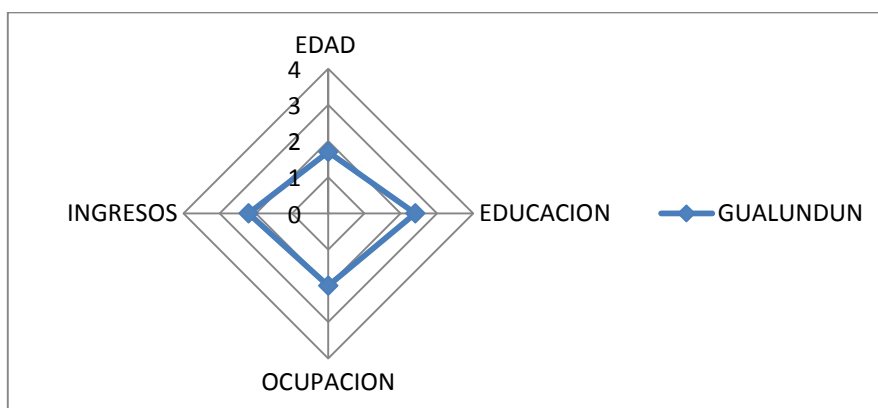 EDAD
4
3
2
1
0
INGRESOS
EDUCACION
GUALUNDUN
OCUPACION